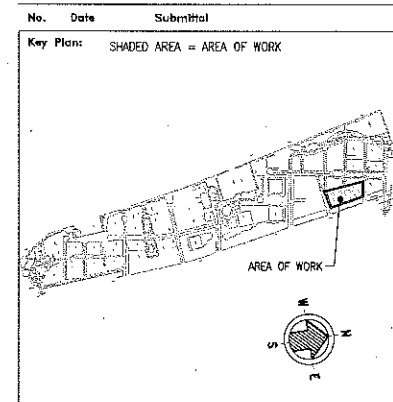 No. Date Submittal
Key Plan: SHADED AREA = AREA OF WORK
AREA OF WORK
W
N
S
E